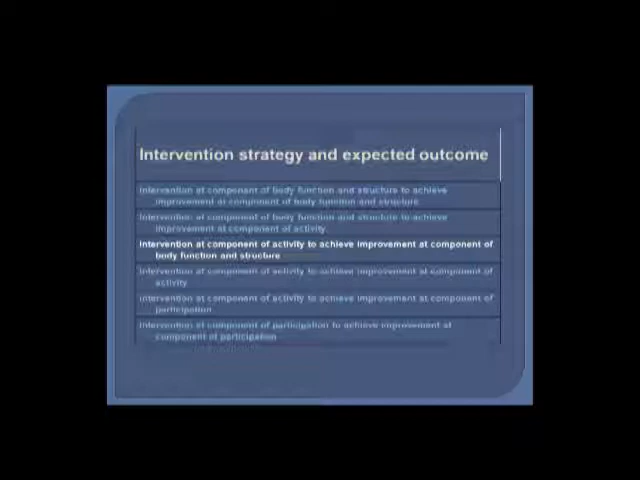 Intervention strategy and expected outcome
Intervention at component of body function and structure to achieve
improvement at component of body function and structure
Intervention at component of body function and structure to achieve
improvement at component of activity
Intervention at component of activity to achieve improvement at component of
body function and structure
Intervention at component of activity to achieve improvement at component of
activity
Intervention at component of activity to achieve improvement at component of
participation
Intervention at component of participation to achieve improvement at
component of participation